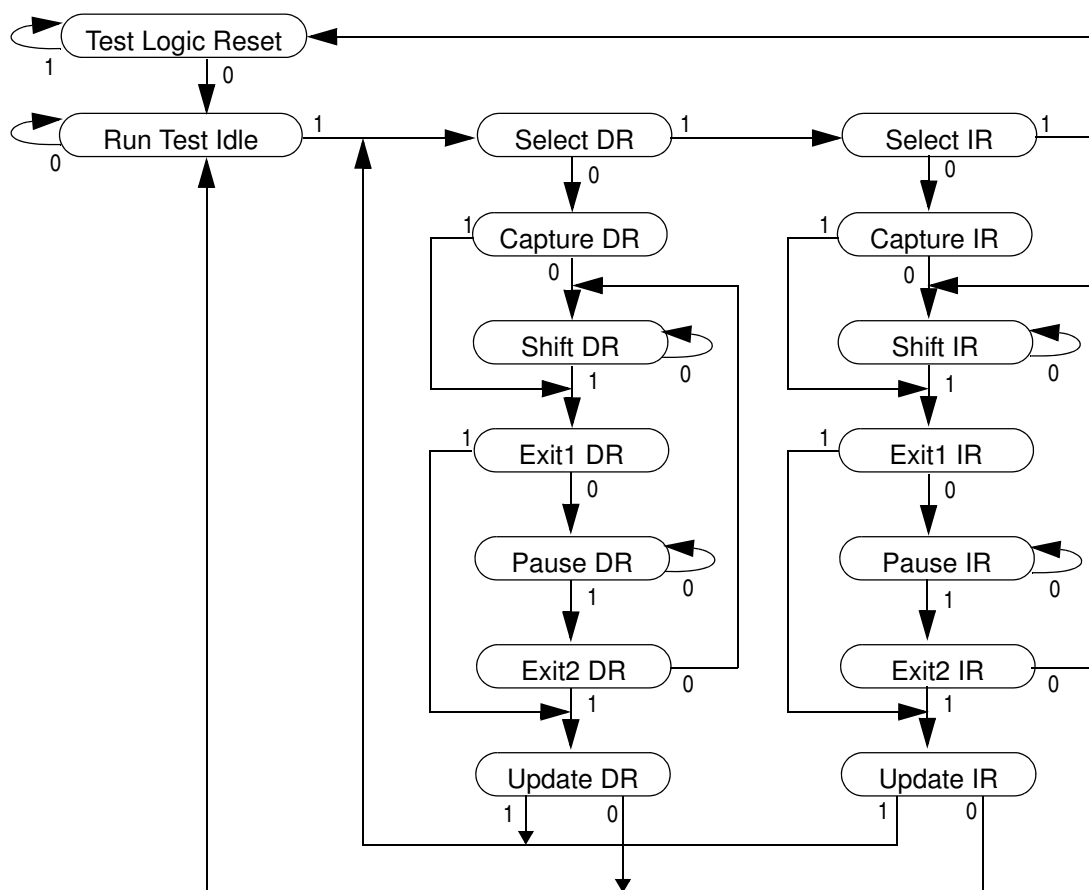 Test Logic Reset
1
0
Run Test Idle
1
0
Select DR
1
0
Select IR
1
0
Capture DR
1
0
Capture IR
1
0
Shift DR
0
1
Shift IR
0
1
Exit1 DR
1
0
Exit1 IR
1
0
Pause DR
0
1
Pause IR
0
1
Exit2 DR
0
1
Exit2 IR
0
1
Update DR
1
0
Update IR
1
0